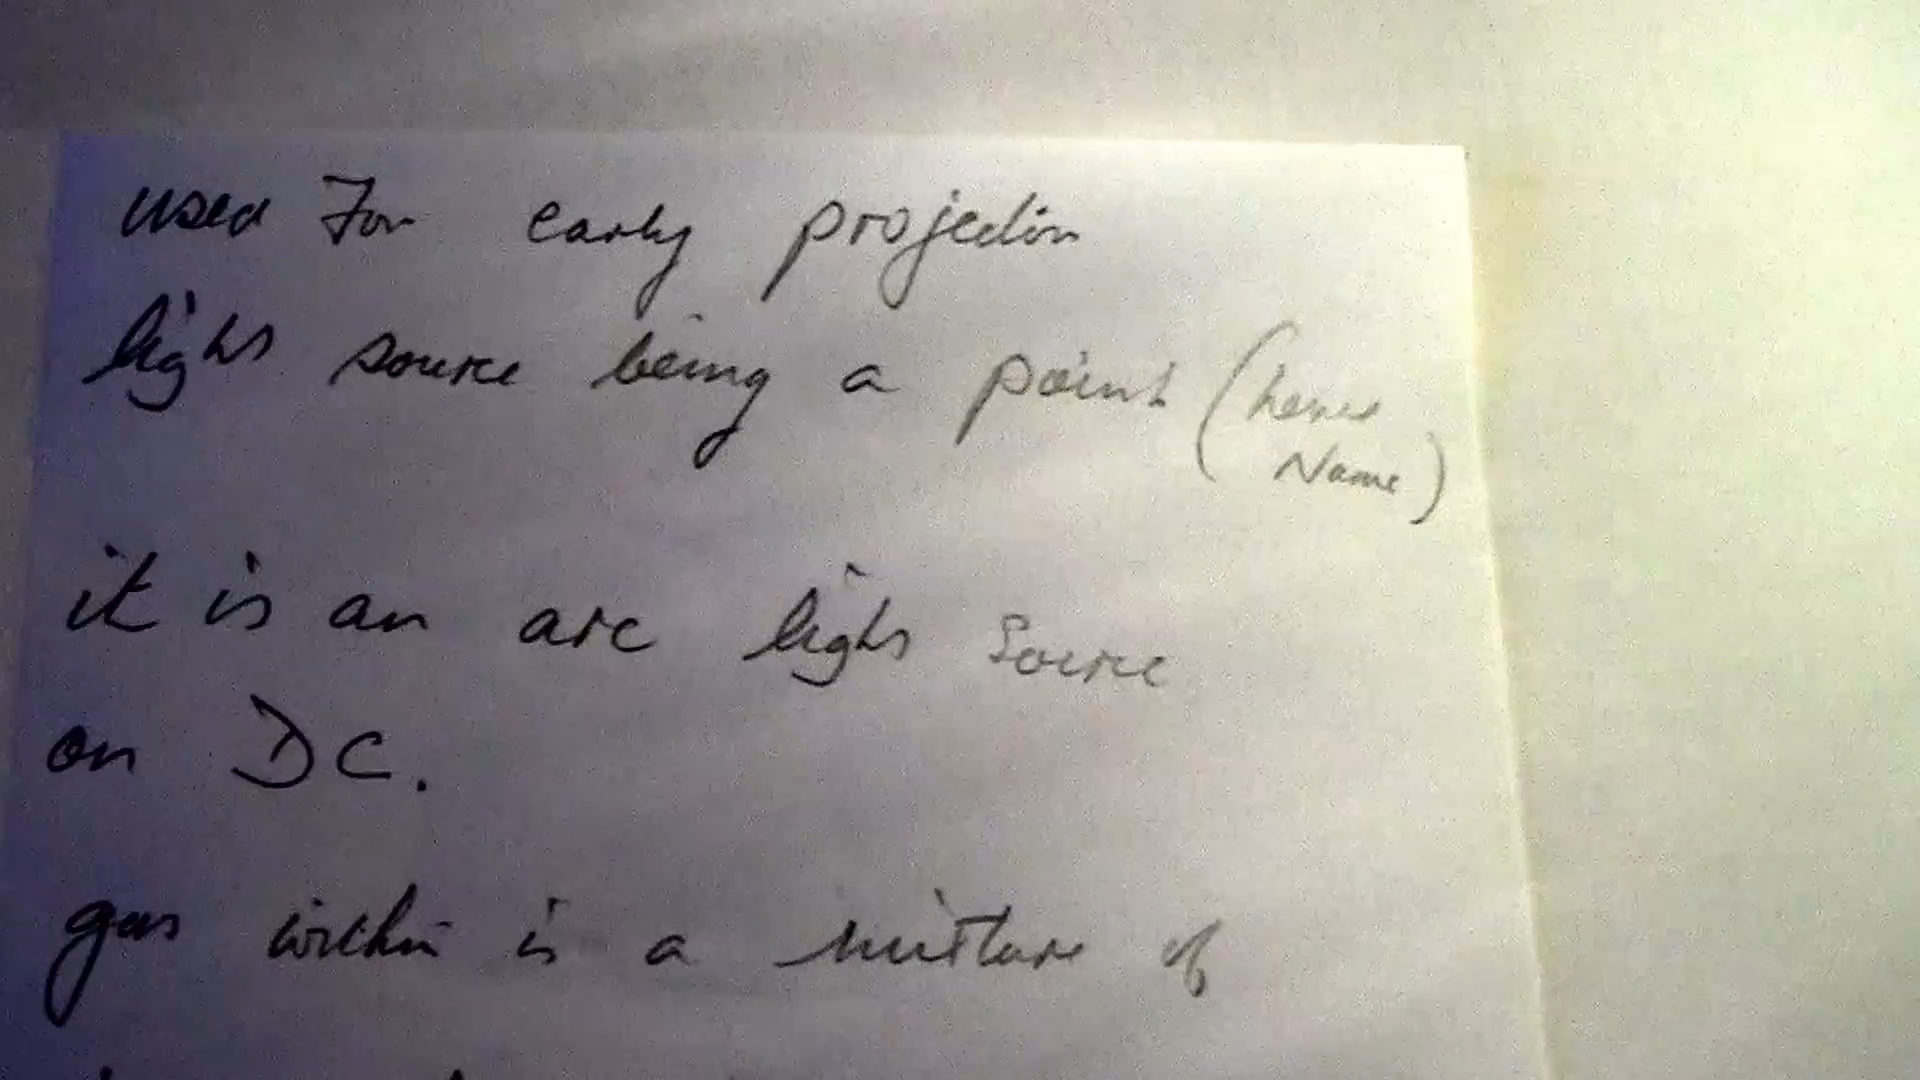 used For early projection
light source being a point (hence
Name)
it is an arc light source
on DC.
gas within is a mixture of